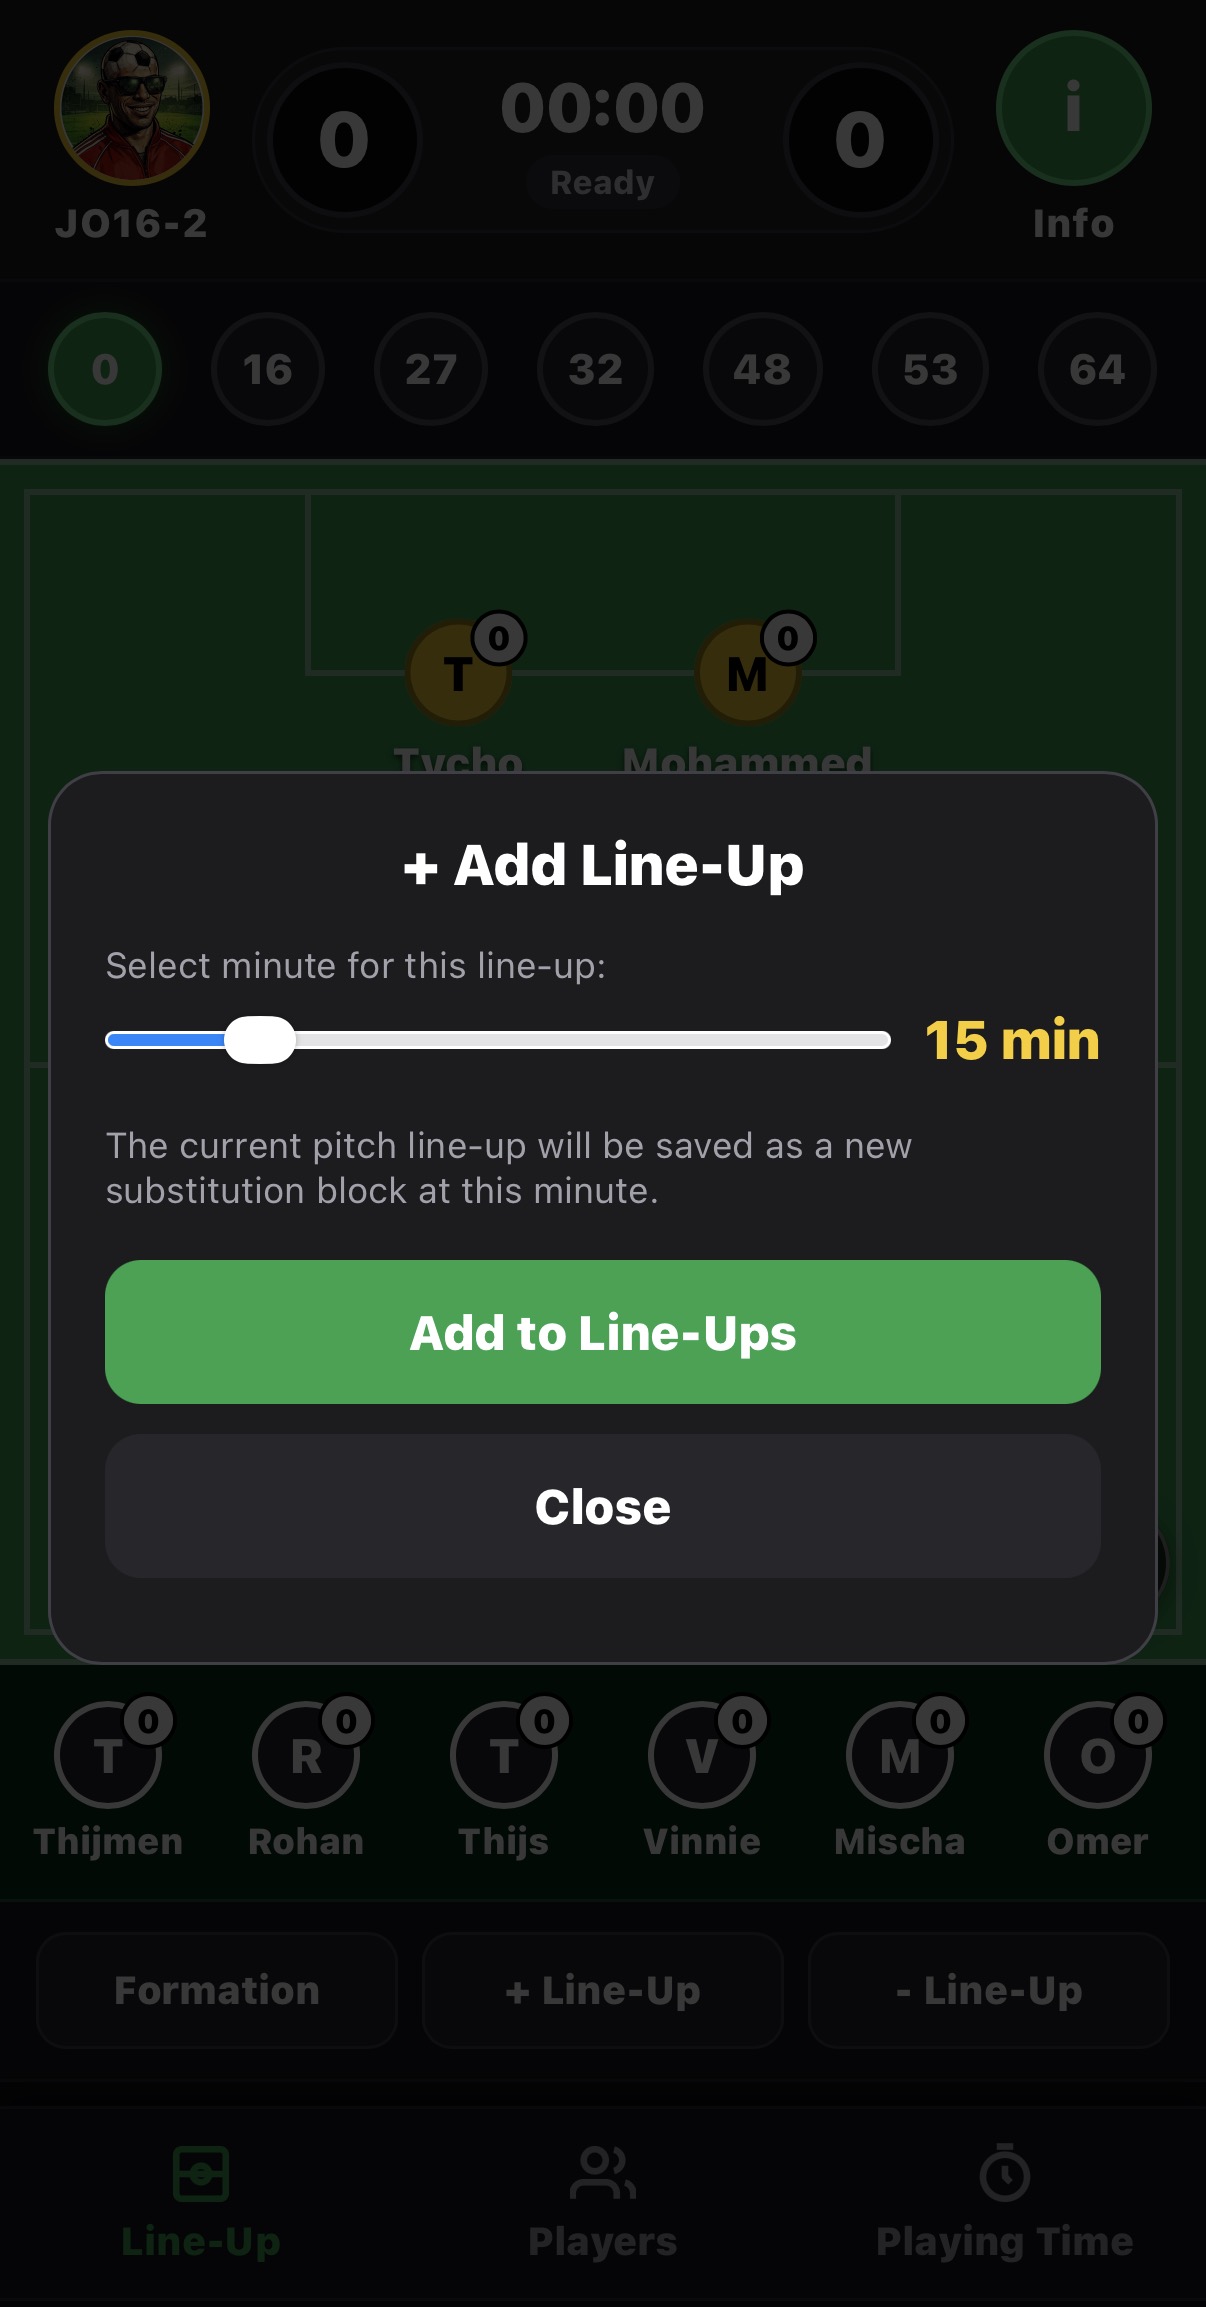 0
00:00
Ready
0
i
JO16-2
Info
0 16 27 32 48 53 64
T 0
M 0
Tycho
Mohammed
+ Add Line-Up
Select minute for this line-up:
15 min
The current pitch line-up will be saved as a new
substitution block at this minute.
Add to Line-Ups
Close
T 0
R 0
T 0
V 0
M 0
O 0
Thijmen
Rohan
Thijs
Vinnie
Mischa
Omer
Formation
+ Line-Up
- Line-Up
Line-Up
Players
Playing Time